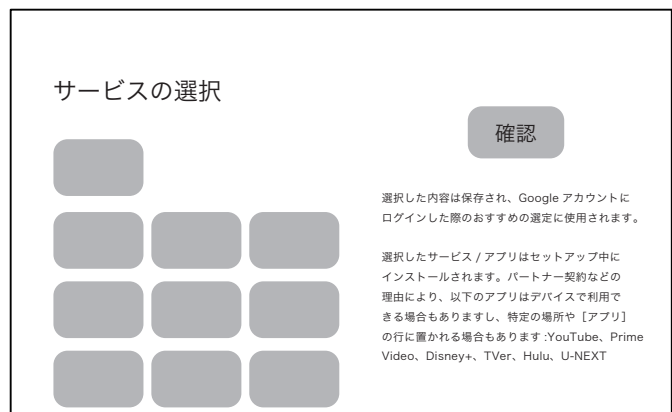 サービスの選択
確認
選択した内容は保存され、Google アカウントに
ログインした際のおすすめの選定に使用されます。
選択したサービス / アプリはセットアップ中に
インストールされます。パートナー契約などの
理由により、以下のアプリはデバイスで利用で
きる場合もありますし、特定の場所や［アプリ］
の行に置かれる場合もあります :YouTube、Prime
Video、Disney+、TVer、Hulu、U-NEXT